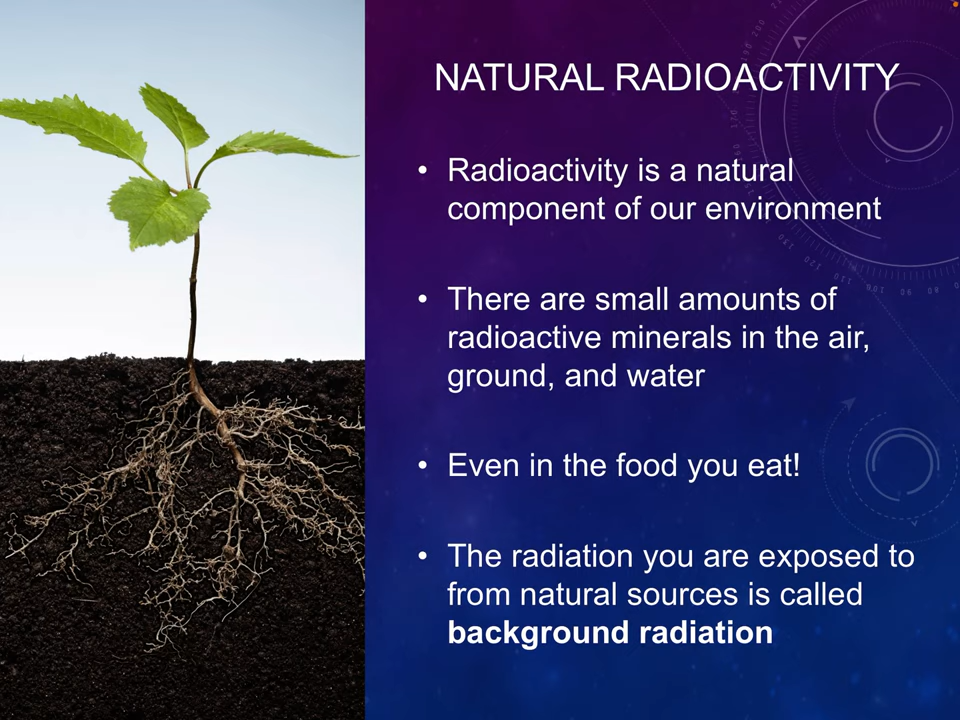 NATURAL RADIOACTIVITY
• Radioactivity is a natural
component of our environment
• There are small amounts of
radioactive minerals in the air,
ground, and water
• Even in the food you eat!
• The radiation you are exposed to
from natural sources is called
background radiation